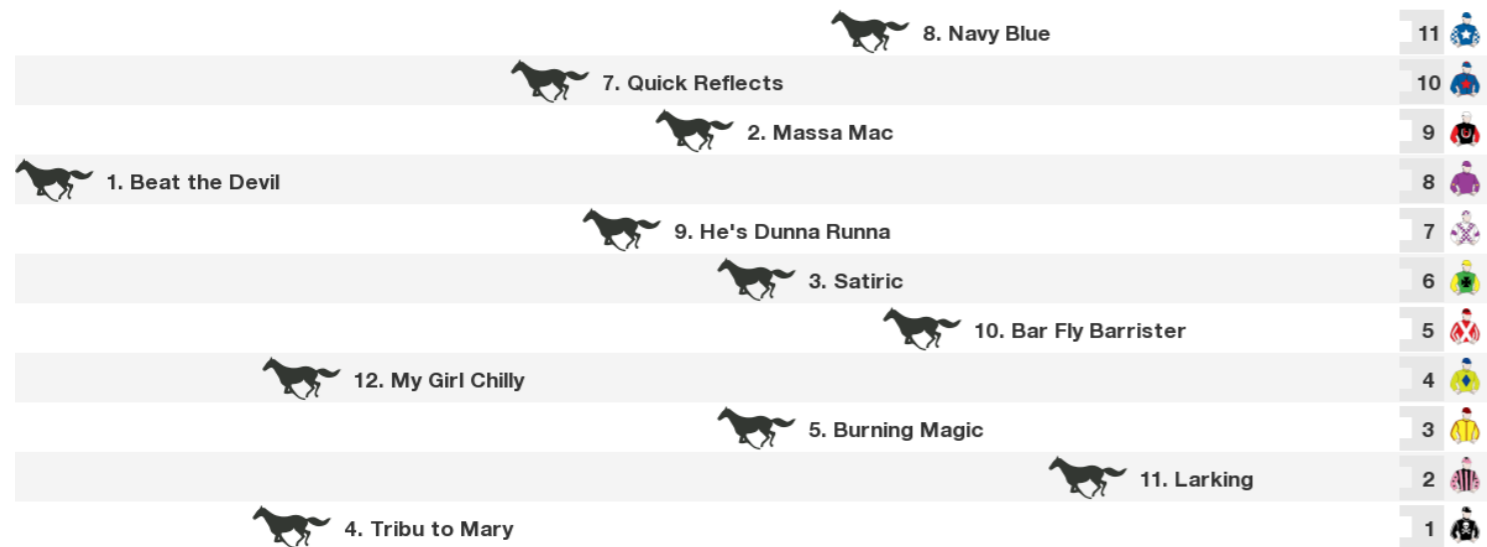 8. Navy Blue 11
7. Quick Reflects 10
2. Massa Mac 9
1. Beat the Devil 8
9. He's Dunna Runna 7
3. Satiric 6
10. Bar Fly Barrister 5
12. My Girl Chilly 4
5. Burning Magic 3
11. Larking 2
4. Tribu to Mary 1